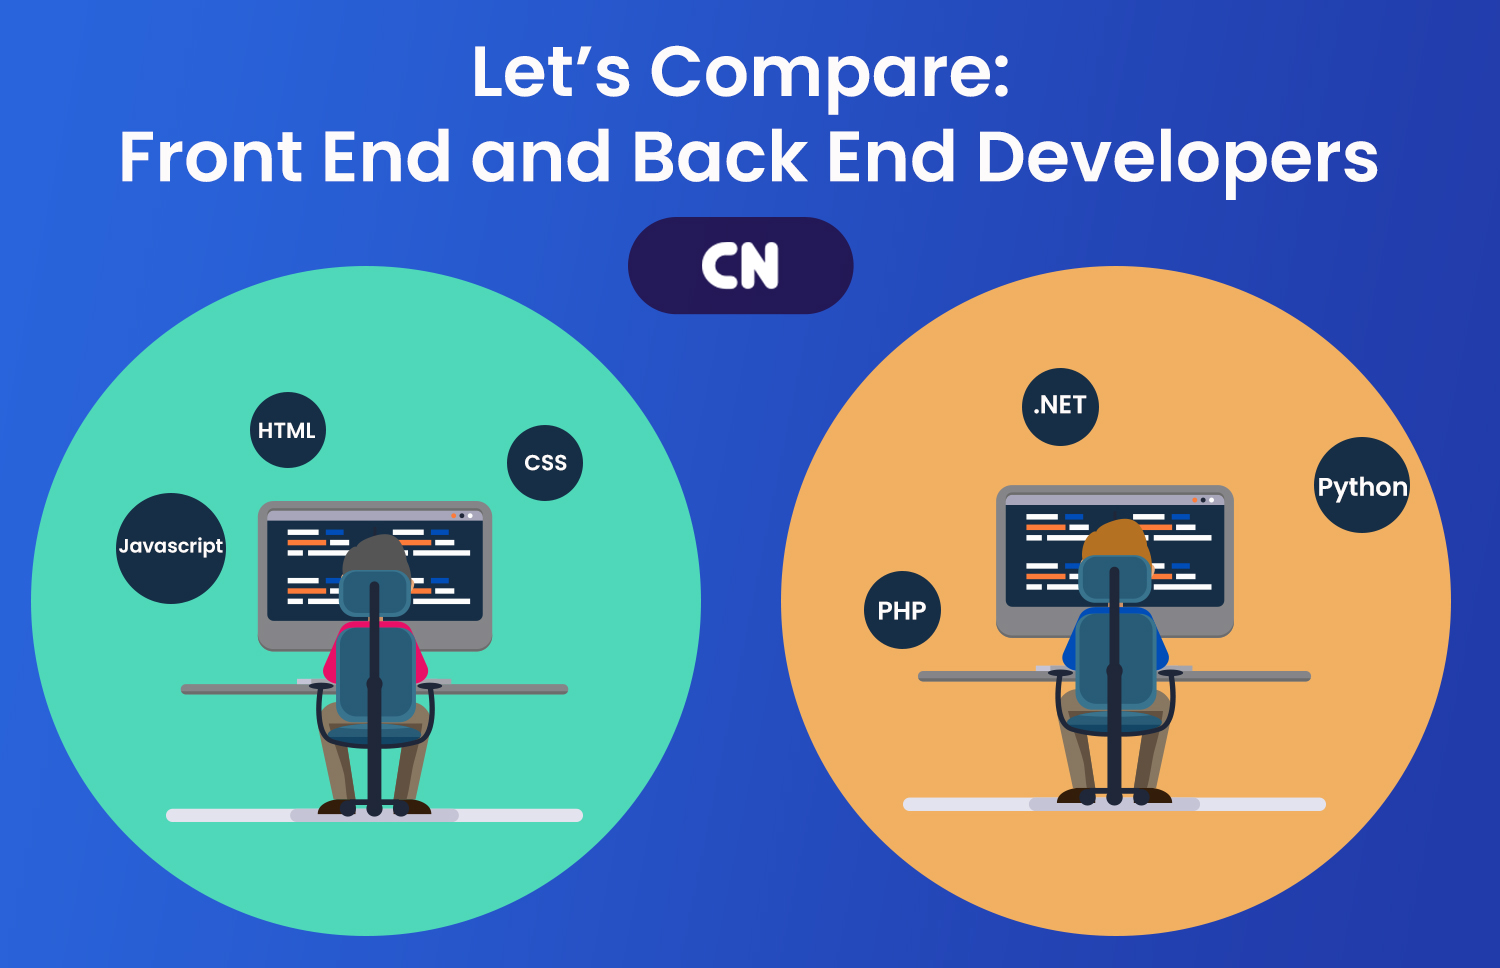 Let’s Compare:
Front End and Back End Developers
CN
HTML
CSS
Javascript
.NET
Python
PHP